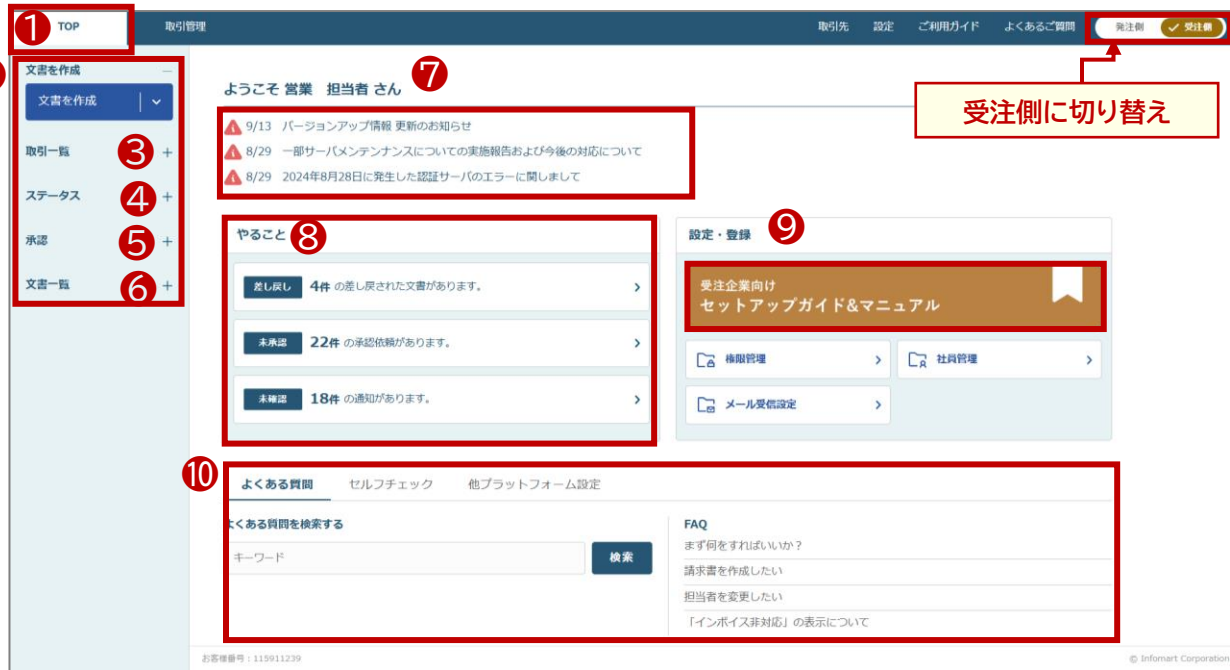 ❶ TOP 取引管理 取引先 設定 ご利用ガイド よくあるご質問 発注側 ✓ 受注側
文書を作成 −
文書を作成
取引一覧 ❸ +
ステータス ❹ +
承認 ❺ +
文書一覧 ❻ +
受注側に切り替え
ようこそ 営業 担当者 さん ❼
9/13 バージョンアップ情報 更新のお知らせ
8/29 一部サーバメンテンナンスについての実施報告および今後の対応について
8/29 2024年8月28日に発生した認証サーバのエラーに関しまして
やること ❽
差し戻し 4件 の差し戻された文書があります。
未承認 22件 の承認依頼があります。
未確認 18件 の通知があります。
設定・登録 ❾
受注企業向け
セットアップガイド&マニュアル
権限管理
社員管理
メール受信設定
❿
よくある質問 セルフチェック 他プラットフォーム設定
よくある質問を検索する
キーワード 検索
FAQ
まず何をすればいいか?
請求書を作成したい
担当者を変更したい
「インボイス非対応」の表示について
お客様番号:115911239
© Infomart Corporation